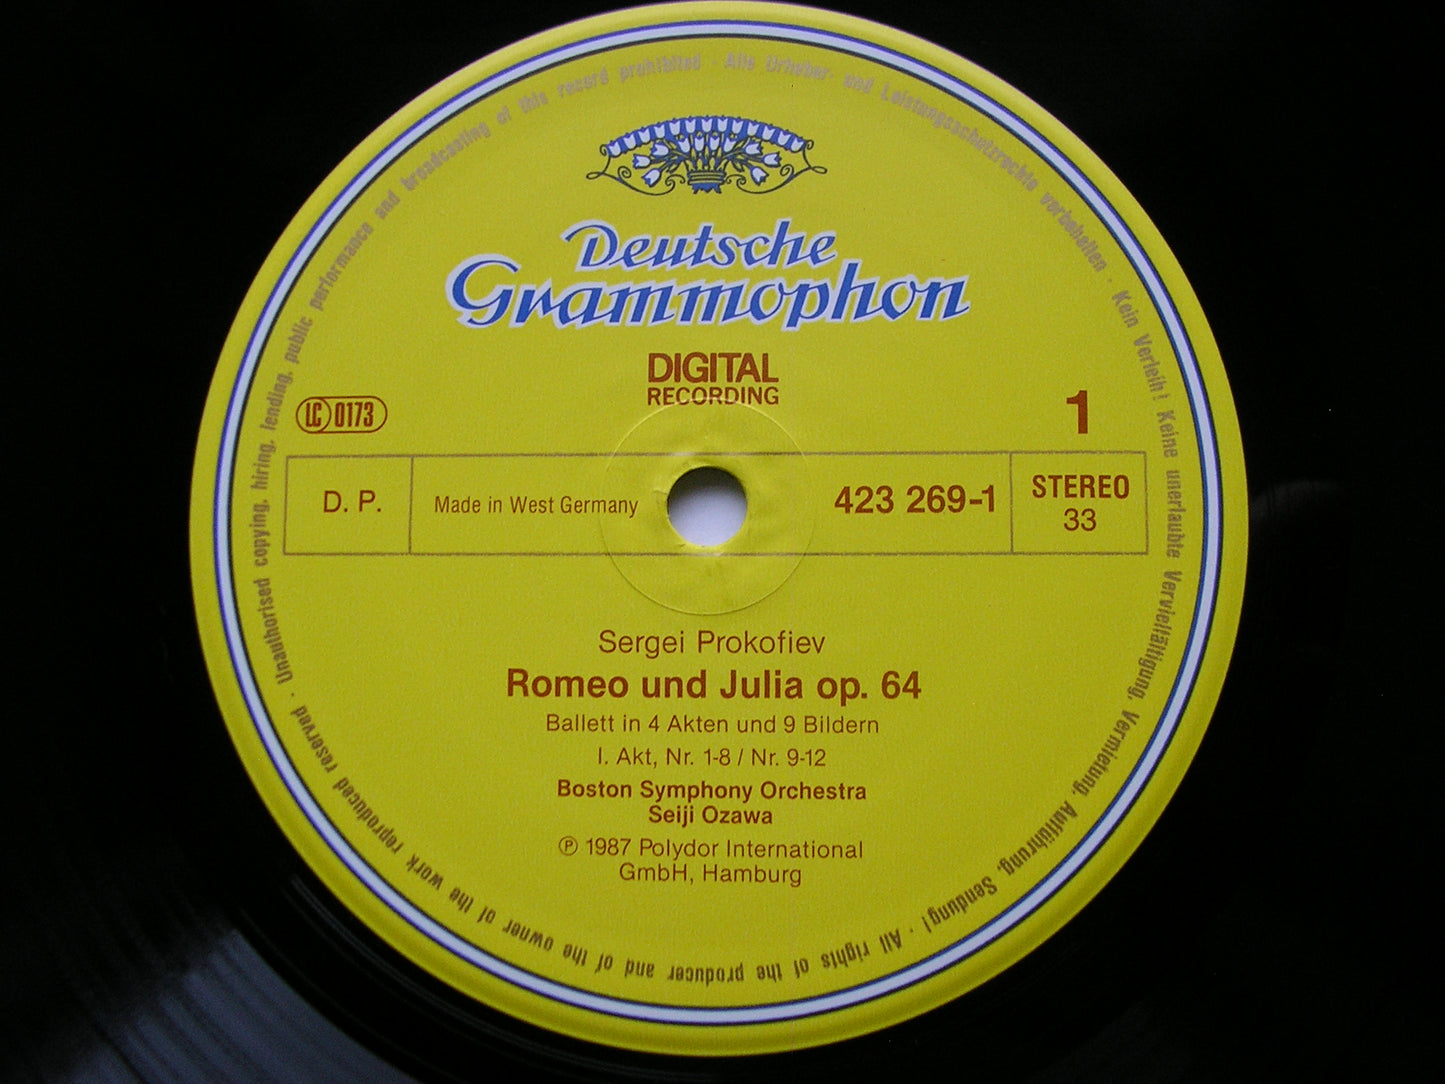 Deutsche
Grammophon
DIGITAL
RECORDING
LC 0173
1
D. P.
Made in West Germany
423 269-1
STEREO
33
Sergei Prokofiev
Romeo und Julia op. 64
Ballett in 4 Akten und 9 Bildern
I. Akt, Nr. 1-8 / Nr. 9-12
Boston Symphony Orchestra
Seiji Ozawa
℗ 1987 Polydor International
GmbH, Hamburg
Alle Urheber- und Leistungsschutzrechte vorbehalten · Kein Verleih! Keine unerlaubte Vervielfältigung, Vermietung, Aufführung, Sendung! · All rights of the producer and of the owner of the work reproduced reserved · Unauthorised copying, hiring, lending, public performance and broadcasting of this record prohibited ·